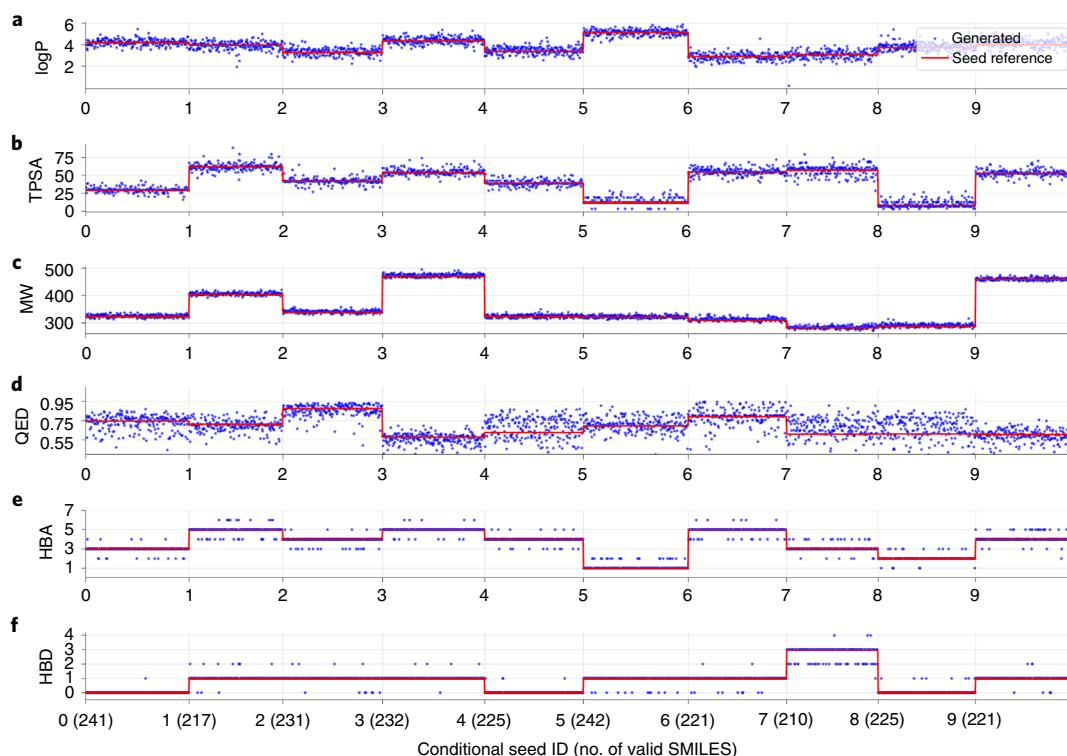 a
logP
6
4
2
Generated
Seed reference
0 1 2 3 4 5 6 7 8 9
b
TPSA
75
50
25
0
0 1 2 3 4 5 6 7 8 9
c
MW
500
400
300
0 1 2 3 4 5 6 7 8 9
d
QED
0.95
0.75
0.55
0 1 2 3 4 5 6 7 8 9
e
HBA
7
5
3
1
0 1 2 3 4 5 6 7 8 9
f
HBD
4
3
2
1
0
0 (241) 1 (217) 2 (231) 3 (232) 4 (225) 5 (242) 6 (221) 7 (210) 8 (225) 9 (221)
Conditional seed ID (no. of valid SMILES)